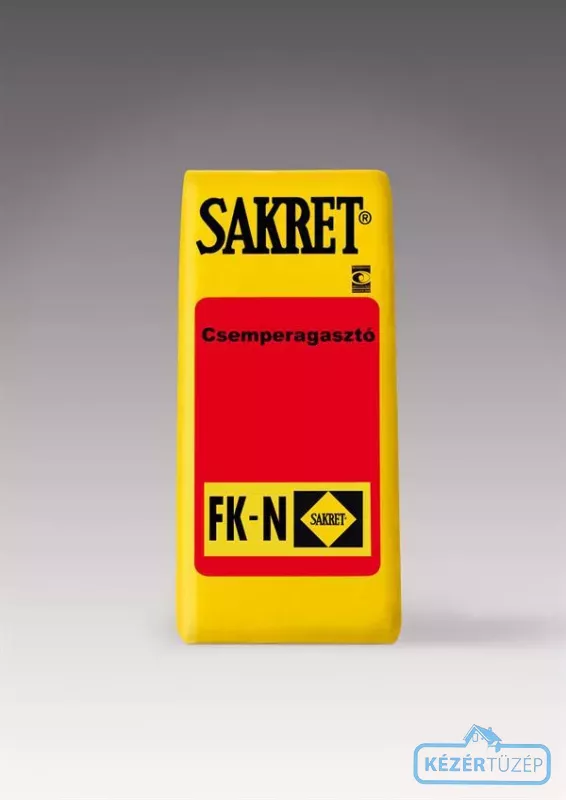 SAKRET®
Csemperagasztó
FK-N
SAKRET
KÉZÉRTÜZÉP